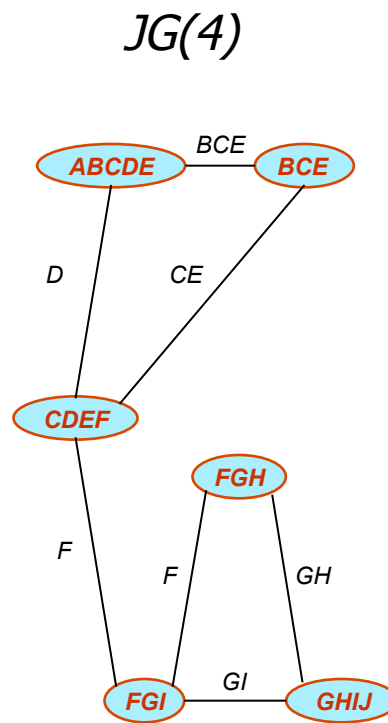 JG(4)
BCE
ABCDE
BCE
D
CE
CDEF
FGH
F
F
GH
GI
FGI
GHIJ